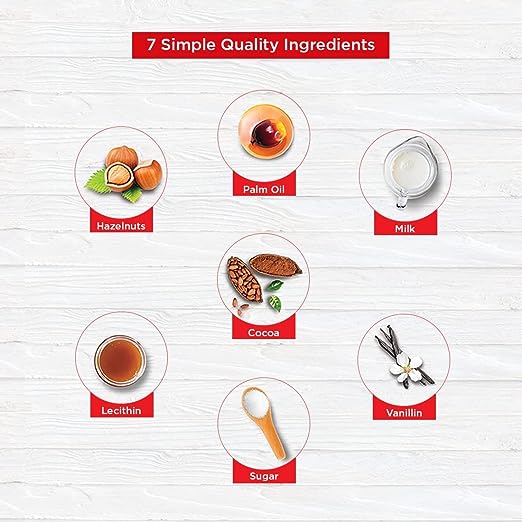 7 Simple Quality Ingredients
Palm Oil
Hazelnuts
Milk
Cocoa
Lecithin
Vanillin
Sugar